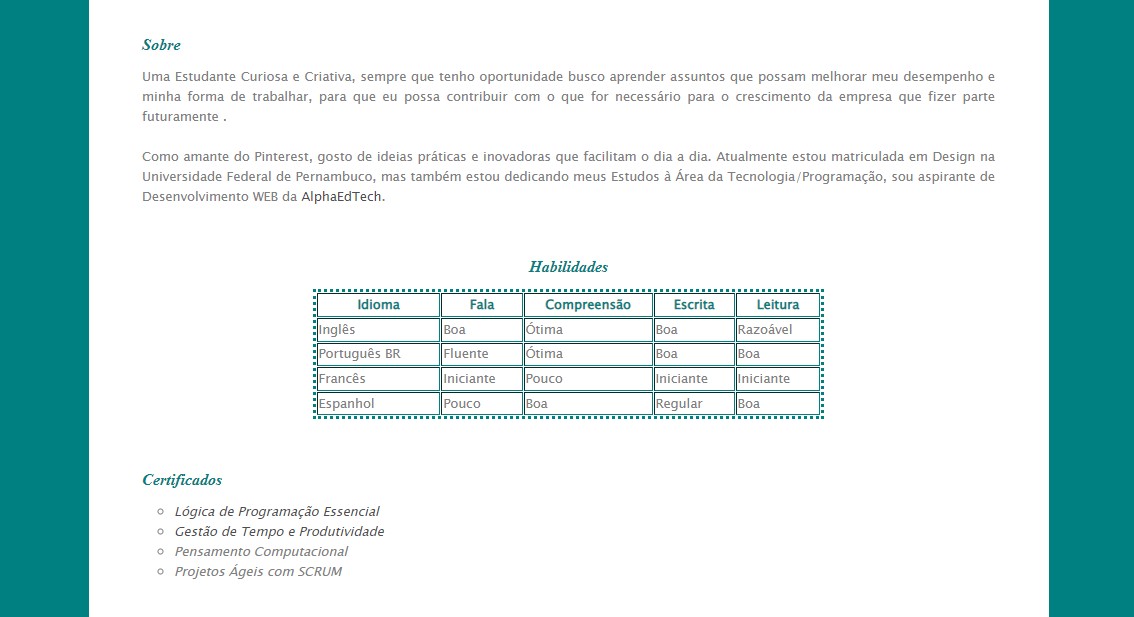 Sobre
Uma Estudante Curiosa e Criativa, sempre que tenho oportunidade busco aprender assuntos que possam melhorar meu desempenho e
minha forma de trabalhar, para que eu possa contribuir com o que for necessário para o crescimento da empresa que fizer parte
futuramente .
Como amante do Pinterest, gosto de ideias práticas e inovadoras que facilitam o dia a dia. Atualmente estou matriculada em Design na
Universidade Federal de Pernambuco, mas também estou dedicando meus Estudos à Área da Tecnologia/Programação, sou aspirante de
Desenvolvimento WEB da AlphaEdTech.
Habilidades
Idioma Fala Compreensão Escrita Leitura
Inglês Boa Ótima Boa Razoável
Português BR Fluente Ótima Boa Boa
Francês Iniciante Pouco Iniciante Iniciante
Espanhol Pouco Boa Regular Boa
Certificados
Lógica de Programação Essencial
Gestão de Tempo e Produtividade
Pensamento Computacional
Projetos Ágeis com SCRUM